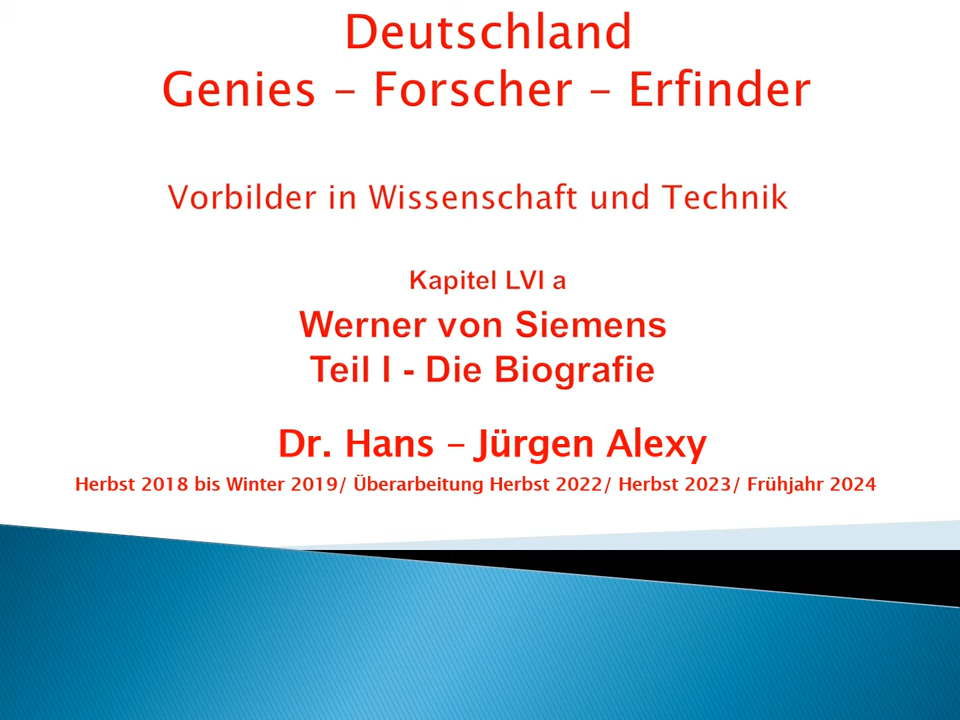 Deutschland
Genies – Forscher – Erfinder
Vorbilder in Wissenschaft und Technik
Kapitel LVI a
Werner von Siemens
Teil I - Die Biografie
Dr. Hans – Jürgen Alexy
Herbst 2018 bis Winter 2019/ Überarbeitung Herbst 2022/ Herbst 2023/ Frühjahr 2024